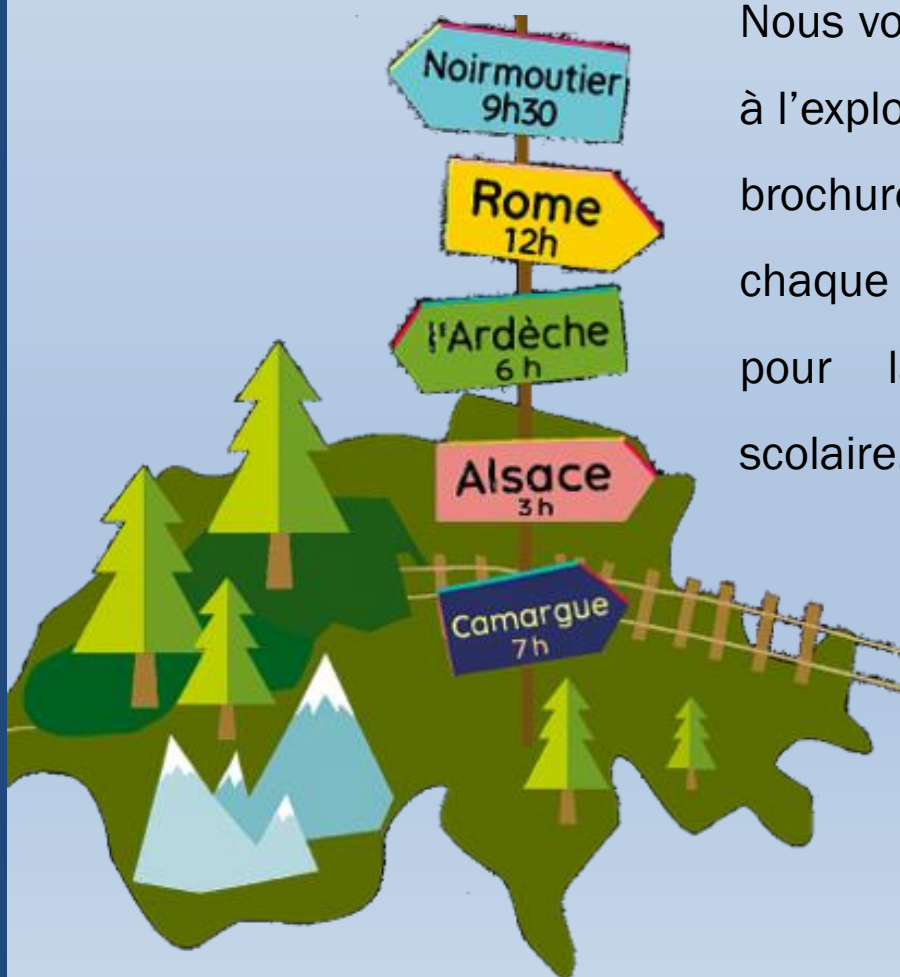 Noirmoutier
9h30
Rome
12h
l'Ardèche
6 h
Alsace
3 h
Camargue
7 h
Nous vo
à l'explo
brochure
chaque
pour l
scolaire